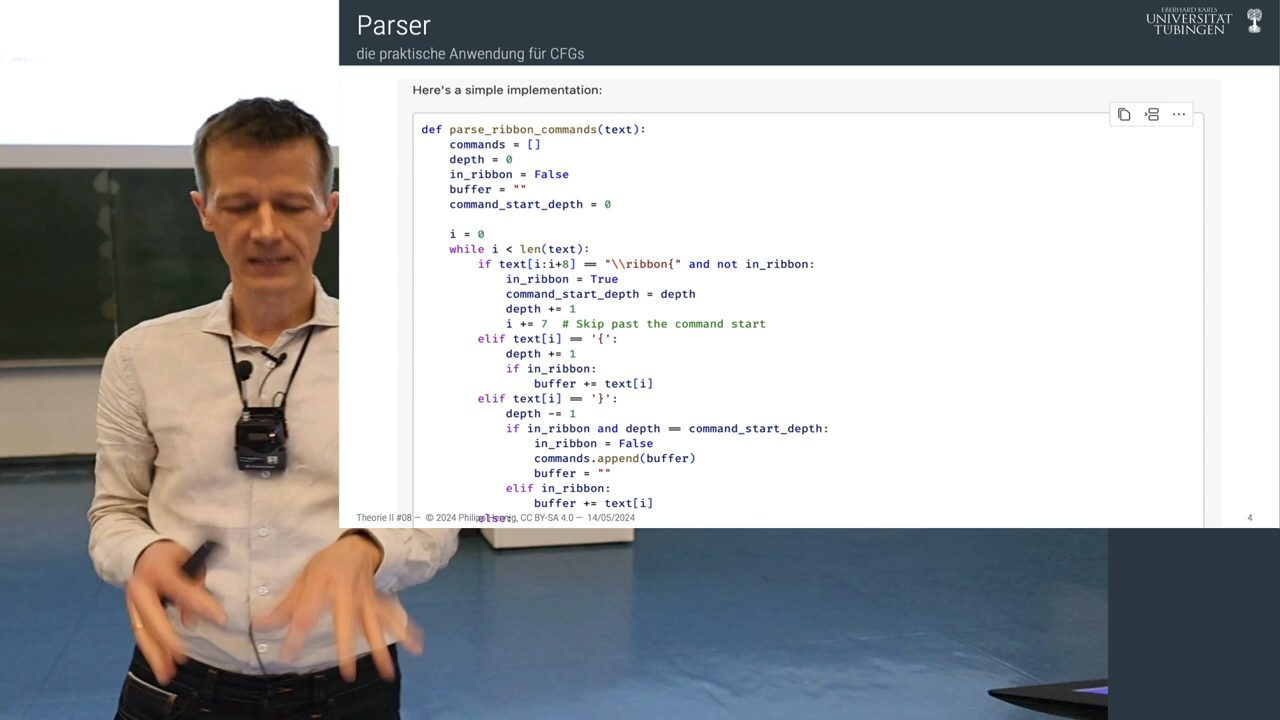 Parser
die praktische Anwendung für CFGs
EBERHARD KARLS
UNIVERSITÄT
TÜBINGEN
Here's a simple implementation:
def parse_ribbon_commands(text):
    commands = []
    depth = 0
    in_ribbon = False
    buffer = ""
    command_start_depth = 0
    i = 0
    while i < len(text):
        if text[i:i+8] == "\\ribbon{" and not in_ribbon:
            in_ribbon = True
            command_start_depth = depth
            depth += 1
            i += 7  # Skip past the command start
        elif text[i] == '{':
            depth += 1
            if in_ribbon:
                buffer += text[i]
        elif text[i] == '}':
            depth -= 1
            if in_ribbon and depth == command_start_depth:
                in_ribbon = False
                commands.append(buffer)
                buffer = ""
            elif in_ribbon:
                buffer += text[i]
        else:
Theorie II #08 — © 2024 Philipp Hennig, CC BY-SA 4.0 — 14/05/2024
4